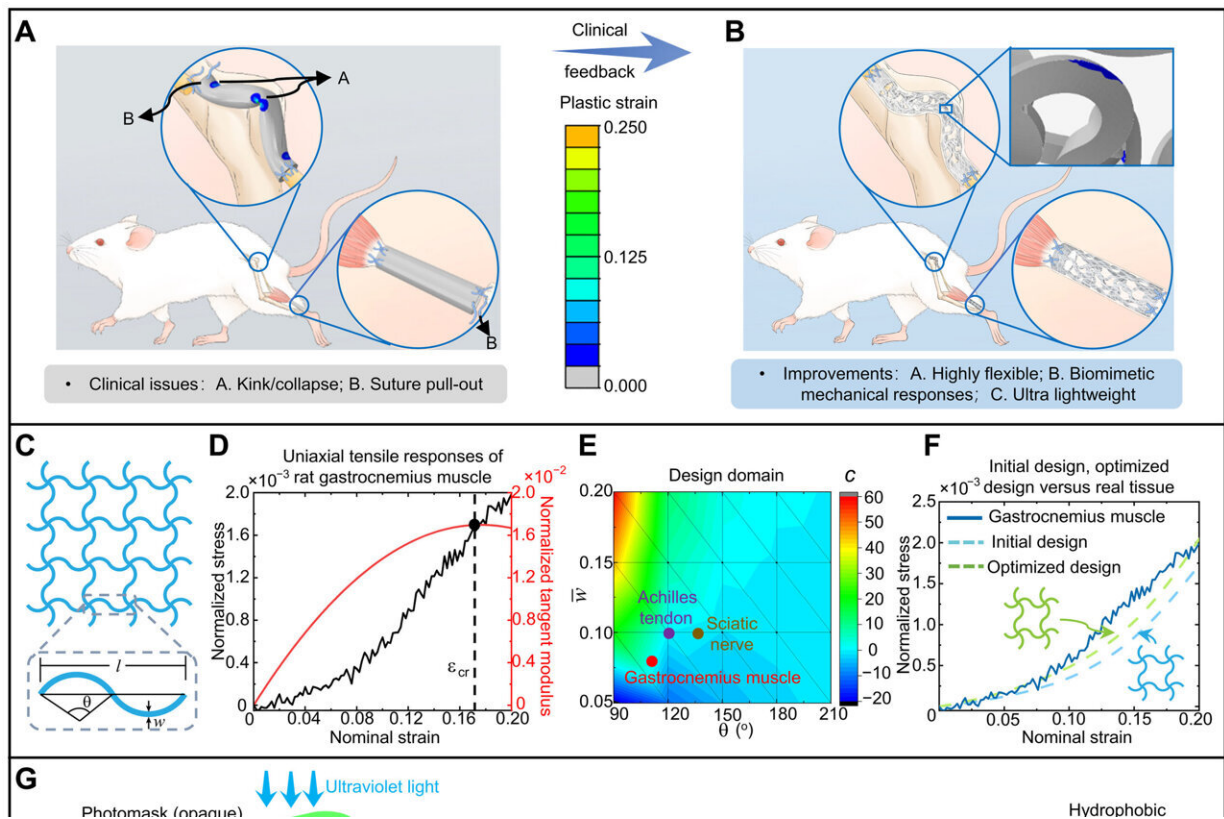 A
A
B
B
• Clinical issues: A. Kink/collapse; B. Suture pull-out
Clinical
feedback
Plastic strain
0.250
0.125
0.000
B
• Improvements: A. Highly flexible; B. Biomimetic
mechanical responses; C. Ultra lightweight
C
l
θ
w
D
Uniaxial tensile responses of
rat gastrocnemius muscle
×10⁻³
×10⁻²
2.0
1.6
1.2
0.8
0.4
0
Normalized stress
εcr
2.0
1.6
1.2
0.8
0.4
0
Normalized tangent modulus
0 0.04 0.08 0.12 0.16 0.20
Nominal strain
E
Design domain
C
0.20
0.15
0.10
0.05
w̅
Achilles
tendon
Sciatic
nerve
Gastrocnemius muscle
90 120 150 180 210
θ (°)
60
50
40
30
20
10
0
−10
−20
F
Initial design, optimized
design versus real tissue
×10⁻³
2.5
2.0
1.5
1.0
0.5
0
Normalized stress
Gastrocnemius muscle
Initial design
Optimized design
0.05 0.10 0.15 0.20
Nominal strain
G
Ultraviolet light
Photomask (opaque)
Hydrophobic